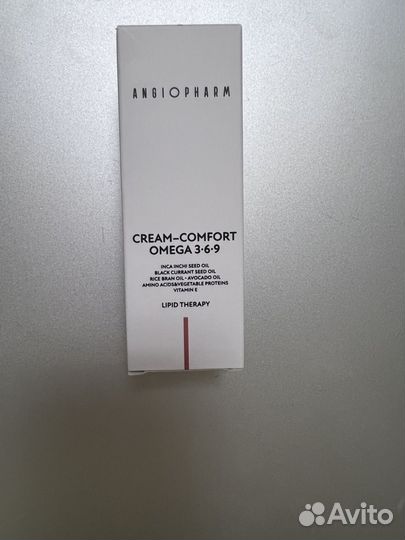 ANGIOPHARM
CREAM–COMFORT
OMEGA 3·6·9
INCA INCHI SEED OIL
BLACK CURRANT SEED OIL
RICE BRAN OIL · AVOCADO OIL
AMINO ACIDS&VEGETABLE PROTEINS
VITAMIN E
LIPID THERAPY
Avito